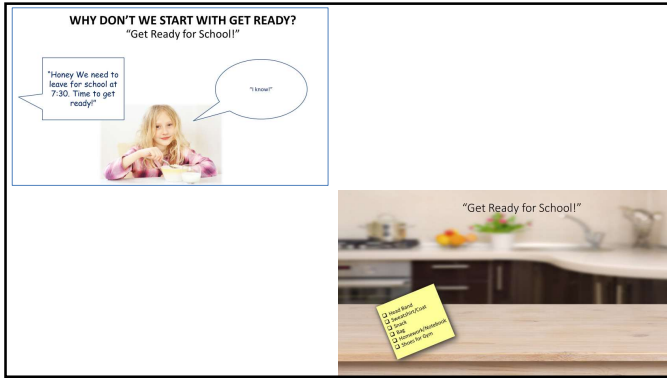 WHY DON'T WE START WITH GET READY?
"Get Ready for School!"
"Honey We need to
leave for school at
7:30. Time to get
ready!"
"I know!"
"Get Ready for School!"
❑ Head Band
❑ Sweatshirt/Coat
❑ Snack
❑ Bag
❑ Homework/Notebook
❑ Shoes for Gym